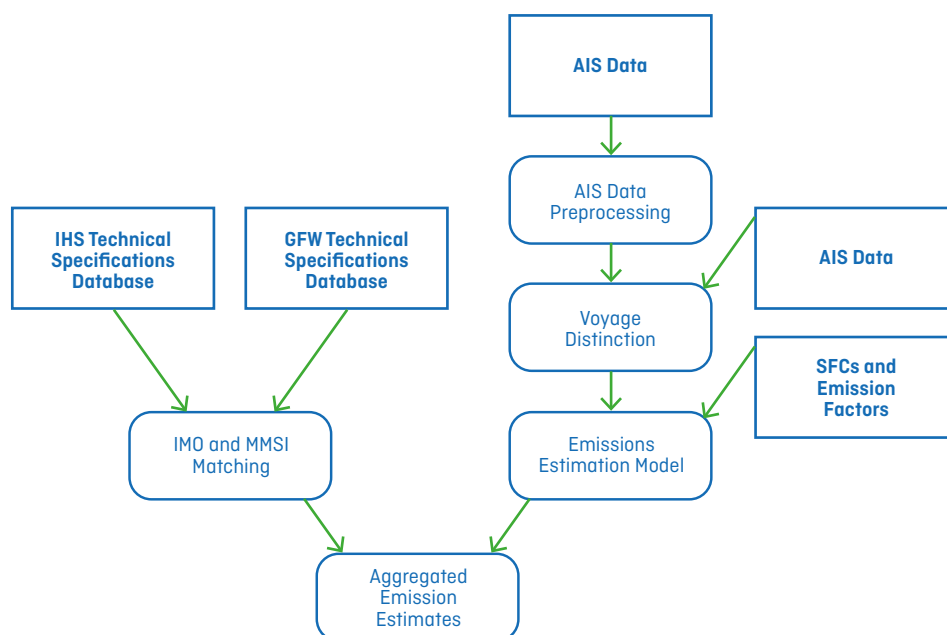 AIS Data
AIS Data
Preprocessing
IHS Technical
Specifications
Database
GFW Technical
Specifications
Database
AIS Data
Voyage
Distinction
SFCs and
Emission
Factors
IMO and MMSI
Matching
Emissions
Estimation Model
Aggregated
Emission
Estimates